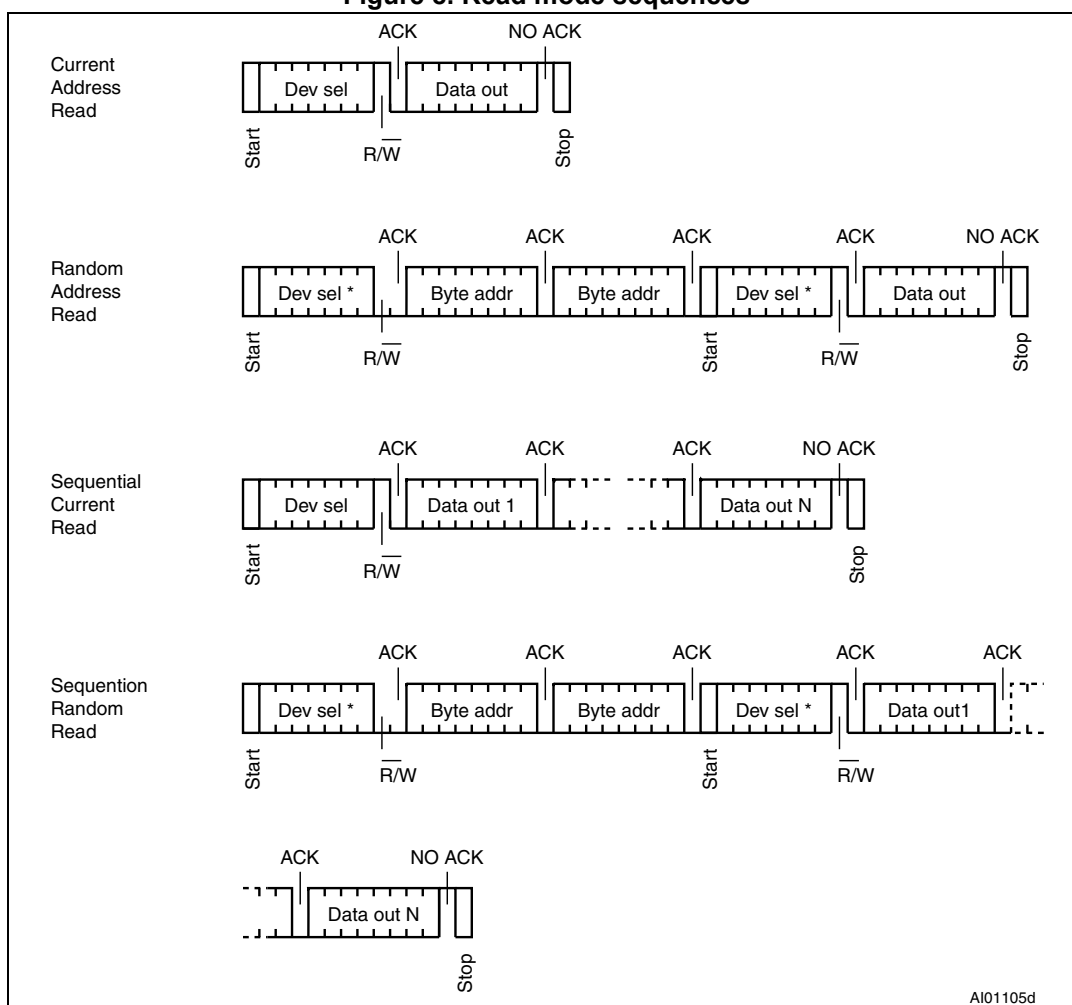 Figure Read mode sequences
ACK NO ACK
Current
Address
Read
Dev sel Data out
Start R/W̅ Stop
ACK ACK ACK ACK NO ACK
Random
Address
Read
Dev sel * Byte addr Byte addr Dev sel * Data out
Start R/W̅ Start R/W̅ Stop
ACK ACK ACK NO ACK
Sequential
Current
Read
Dev sel Data out 1 Data out N
Start R/W̅ Stop
ACK ACK ACK ACK ACK
Sequention
Random
Read
Dev sel * Byte addr Byte addr Dev sel * Data out1
Start R̅/W Start R̅/W
ACK NO ACK
Data out N
Stop
AI01105d